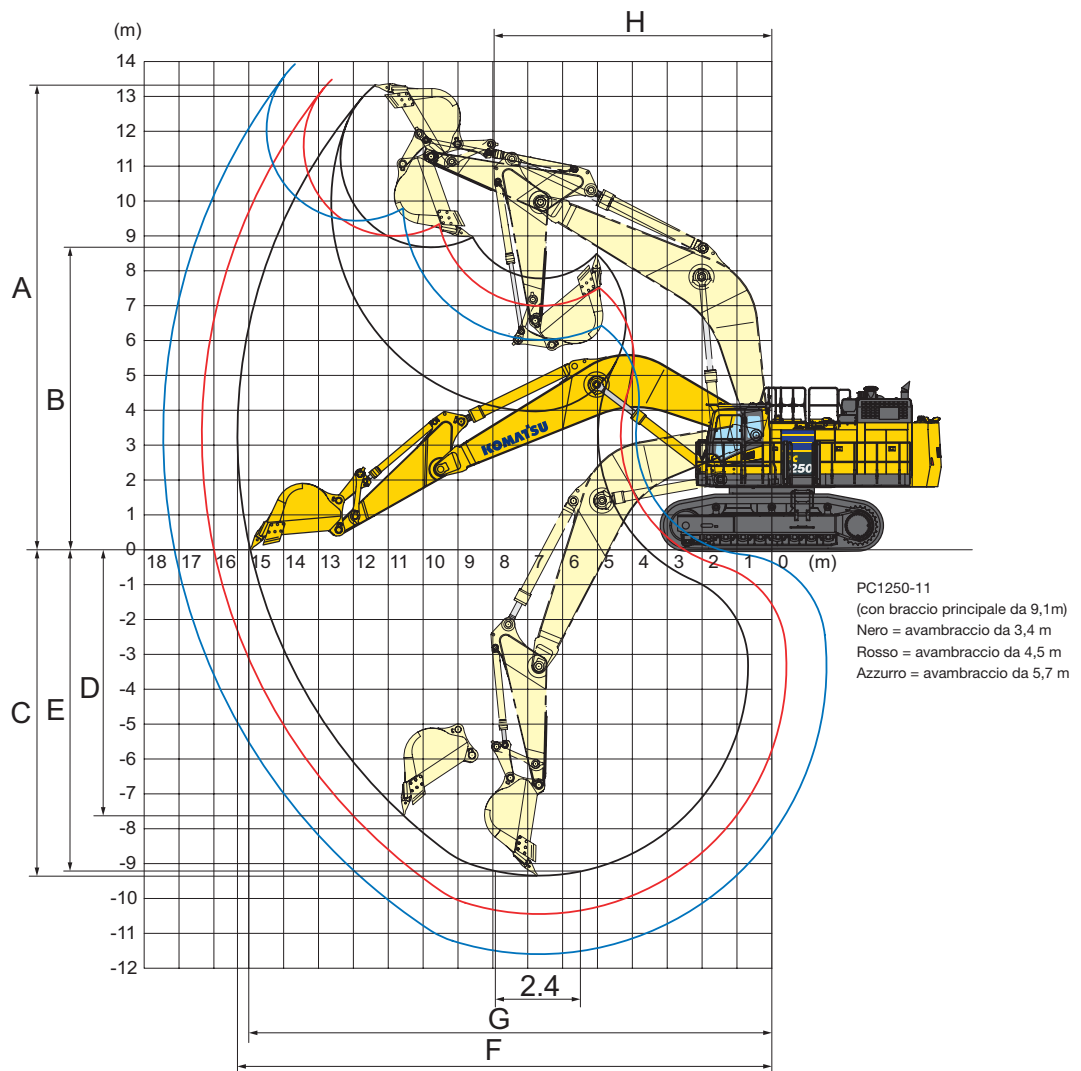 H
(m)
14
13
12
11
10
9
8
7
6
5
4
3
2
1
0
A
B
KOMATSU
250
18 17 16 15 14 13 12 11 10 9 8 7 6 5 4 3 2 1 0 (m)
-1
-2
-3
-4
-5
-6
-7
-8
-9
-10
-11
-12
C
E
D
PC1250-11
(con braccio principale da 9,1m)
Nero = avambraccio da 3,4 m
Rosso = avambraccio da 4,5 m
Azzurro = avambraccio da 5,7 m
2.4
G
F